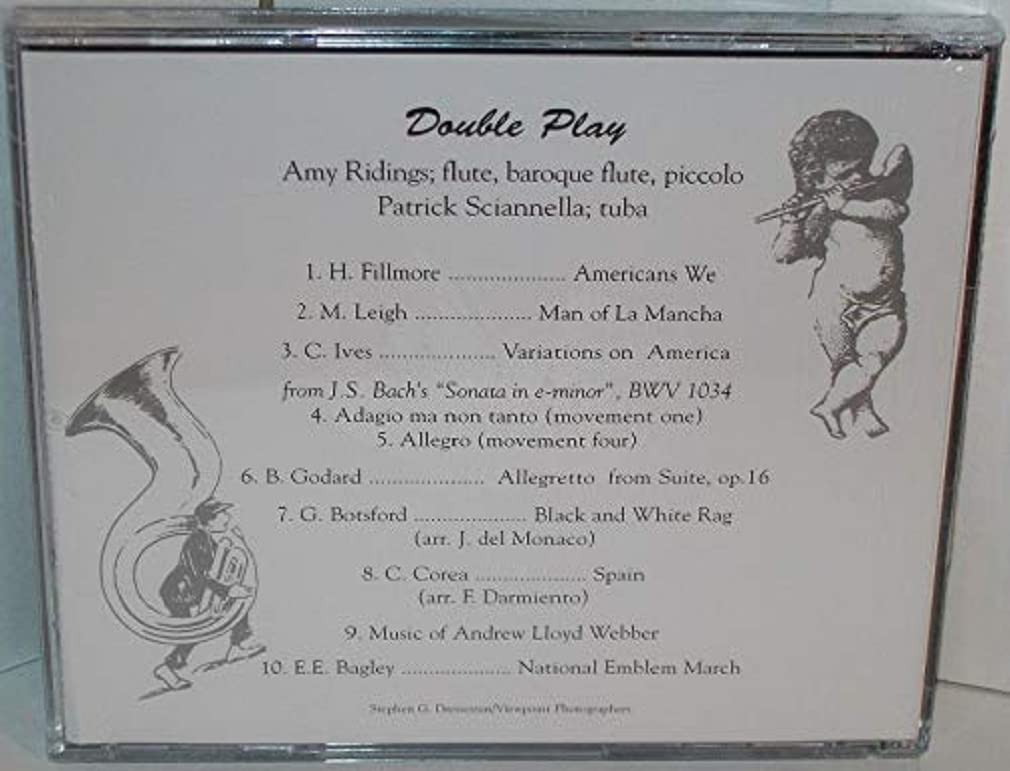 Double Play
Amy Ridings; flute, baroque flute, piccolo
Patrick Sciannella; tuba
1. H. Fillmore .................... Americans We
2. M. Leigh .................... Man of La Mancha
3. C. Ives .................... Variations on America
from J.S. Bach's "Sonata in e-minor", BWV 1034
4. Adagio ma non tanto (movement one)
5. Allegro (movement four)
6. B. Godard .................... Allegretto from Suite, op.16
7. G. Botsford .................... Black and White Rag
(arr. J. del Monaco)
8. C. Corea .................... Spain
(arr. F. Darmiento)
9. Music of Andrew Lloyd Webber
10. E.E. Bagley .................... National Emblem March
Stephen G. /Viewpoint Photographers